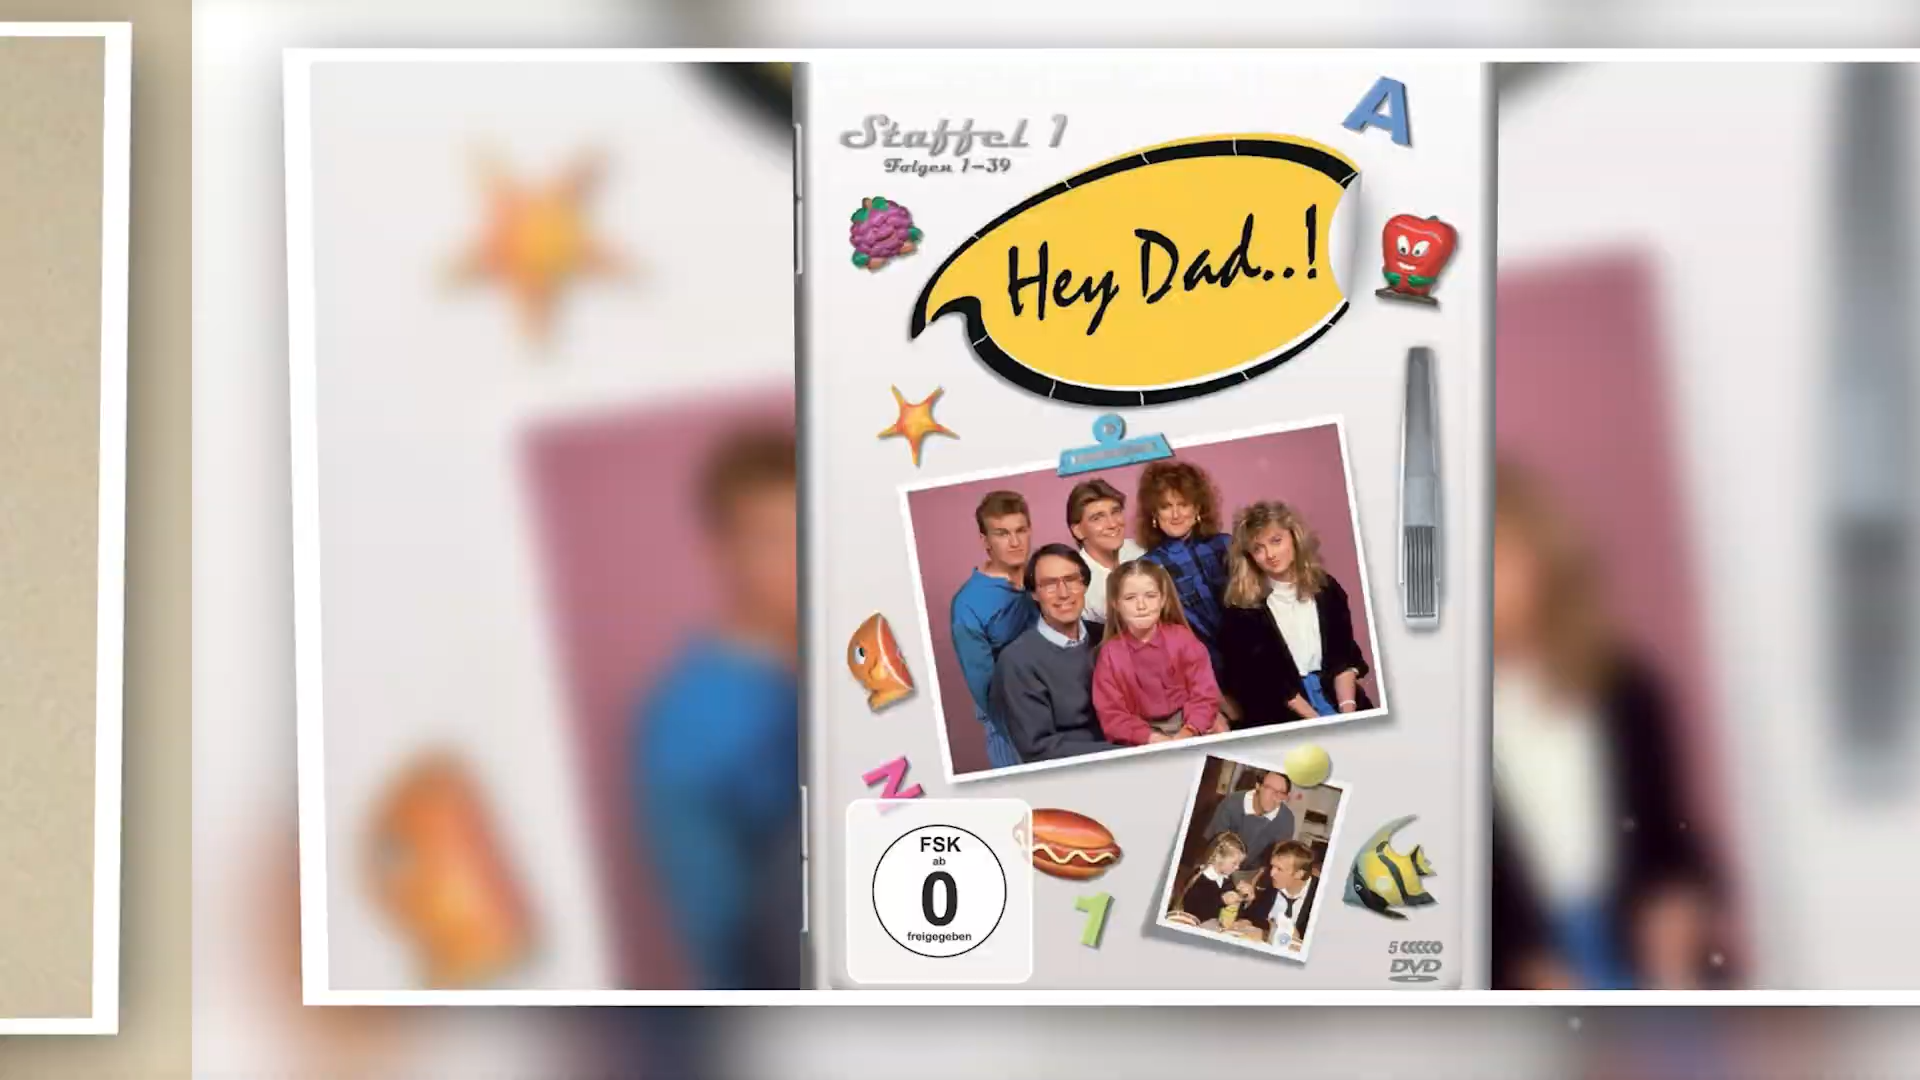 Staffel 1
Folgen 1-39
A
Hey Dad..!
N
FSK
ab
0
freigegeben
1
5
DVD